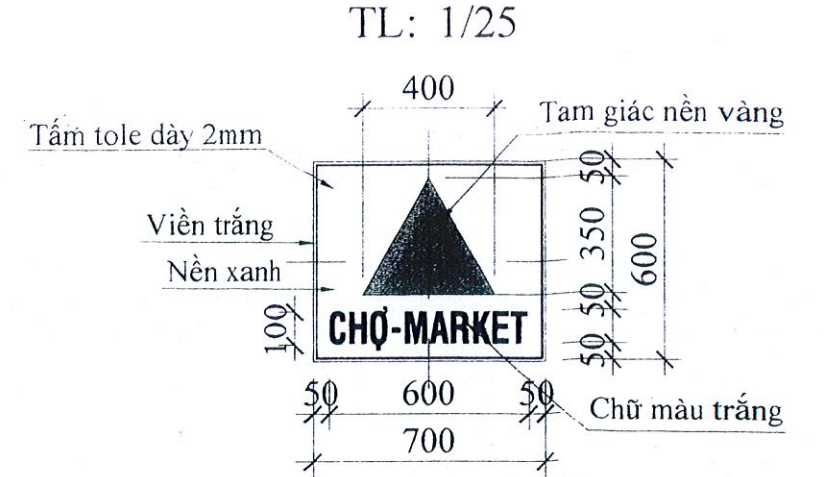 TL: 1/25
400
Tam giác nền vàng
Tấm tole dày 2mm
50
Viền trắng
350
600
Nền xanh
50
100
CHỢ-MARKET
50
50
600
50
Chữ màu trắng
700